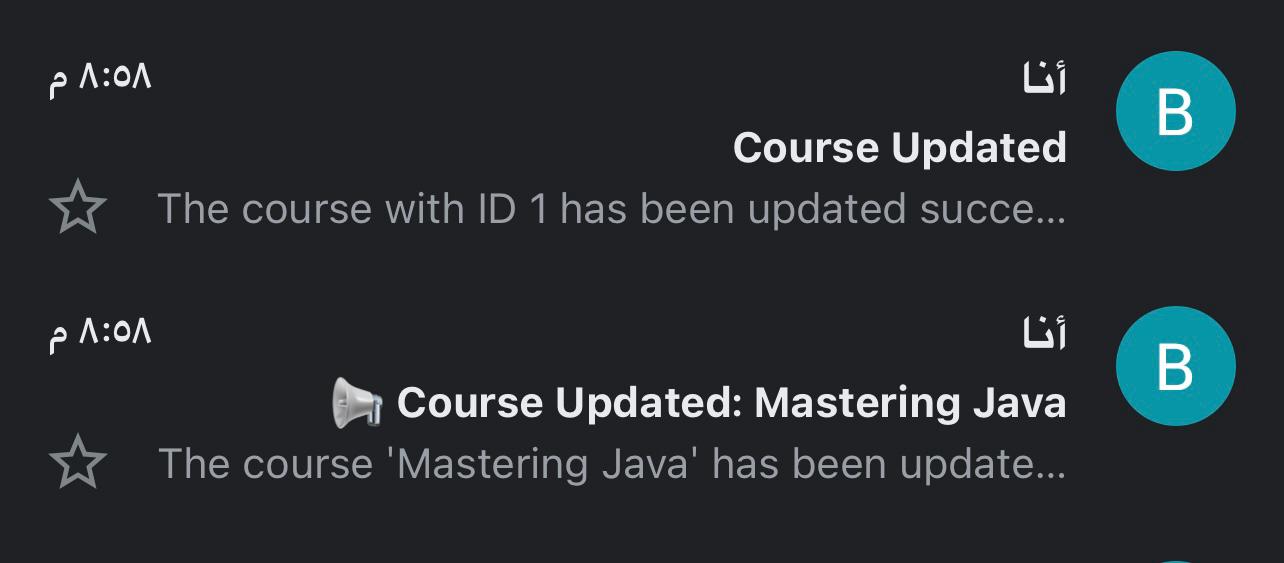 B
أنا
٨:٥٨ م
Course Updated
The course with ID 1 has been updated succe...
B
أنا
٨:٥٨ م
📢 Course Updated: Mastering Java
The course 'Mastering Java' has been update...